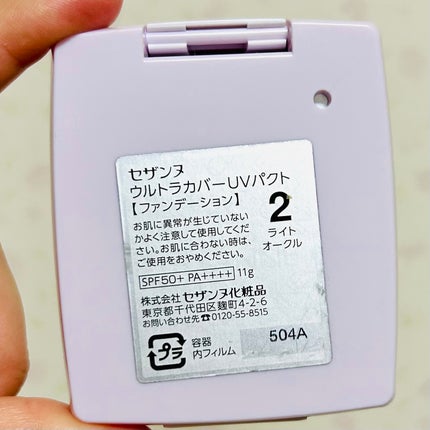 セザンヌ
ウルトラカバーUVパクト
【ファンデーション】
2
ライト
オークル
お肌に異常が生じていない
かよく注意して使用してくだ
さい。お肌に合わない時は、
ご使用をおやめください。
SPF50+ PA++++ 11g
株式会社 セザンヌ化粧品
東京都千代田区麹町4-2-6
お問い合わせ先☎0120-55-8515
プラ
容器
内フィルム
504A